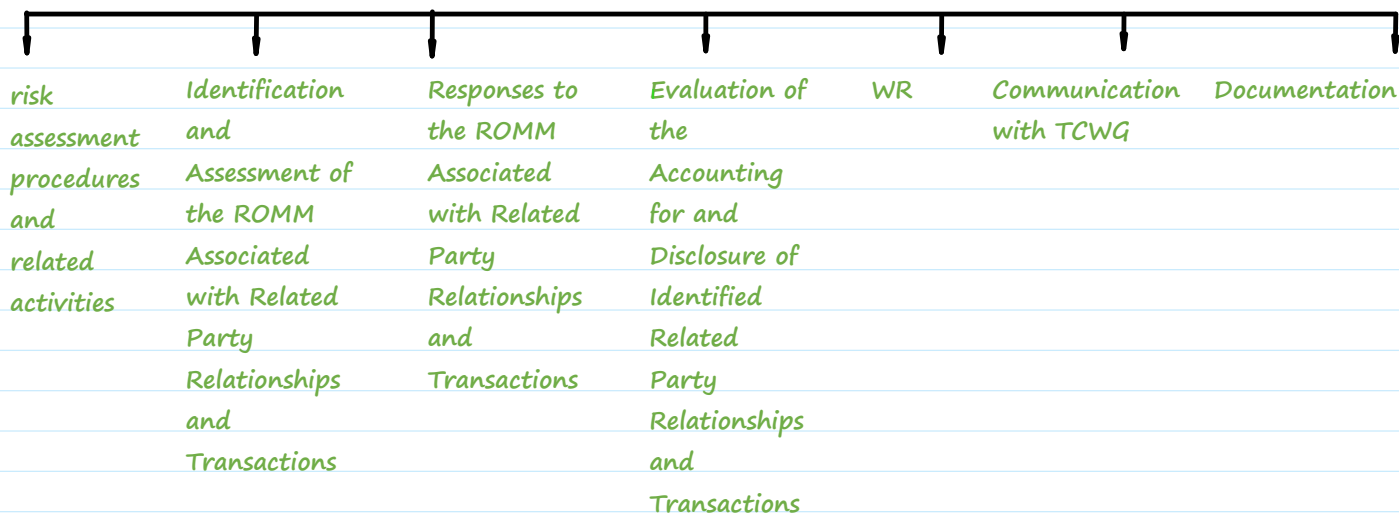 risk
assessment
procedures
and
related
activities
Identification
and
Assessment of
the ROMM
Associated
with Related
Party
Relationships
and
Transactions
Responses to
the ROMM
Associated
with Related
Party
Relationships
and
Transactions
Evaluation of
the
Accounting
for and
Disclosure of
Identified
Related
Party
Relationships
and
Transactions
WR
Communication
with TCWG
Documentation